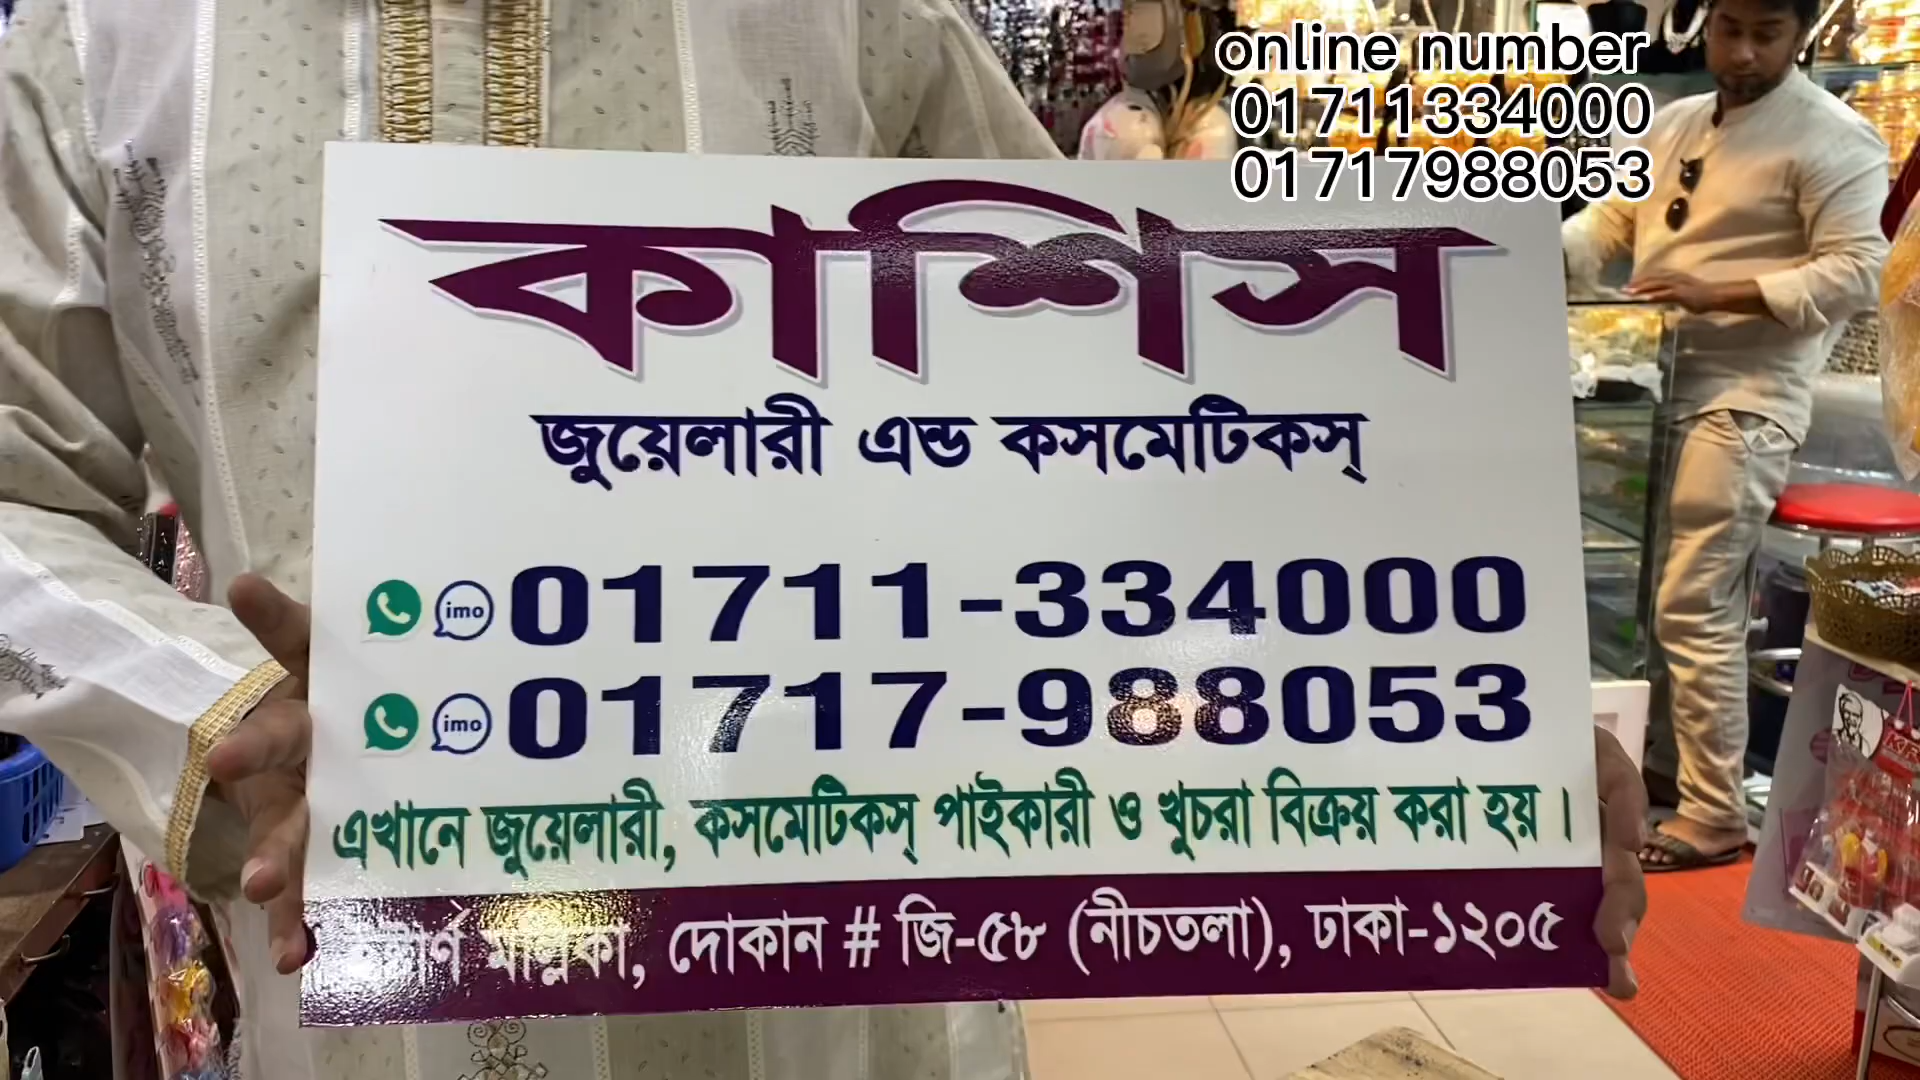 online number
01711334000
01717988053
কাশিস
জুয়েলারী এন্ড কসমেটিকস্
imo 01711-334000
imo 01717-988053
এখানে জুয়েলারী, কসমেটিকস্ পাইকারী ও খুচরা বিক্রয় করা হয়।
মল্লিকা, দোকান # জি-৫৮ (নীচতলা), ঢাকা-১২০৫